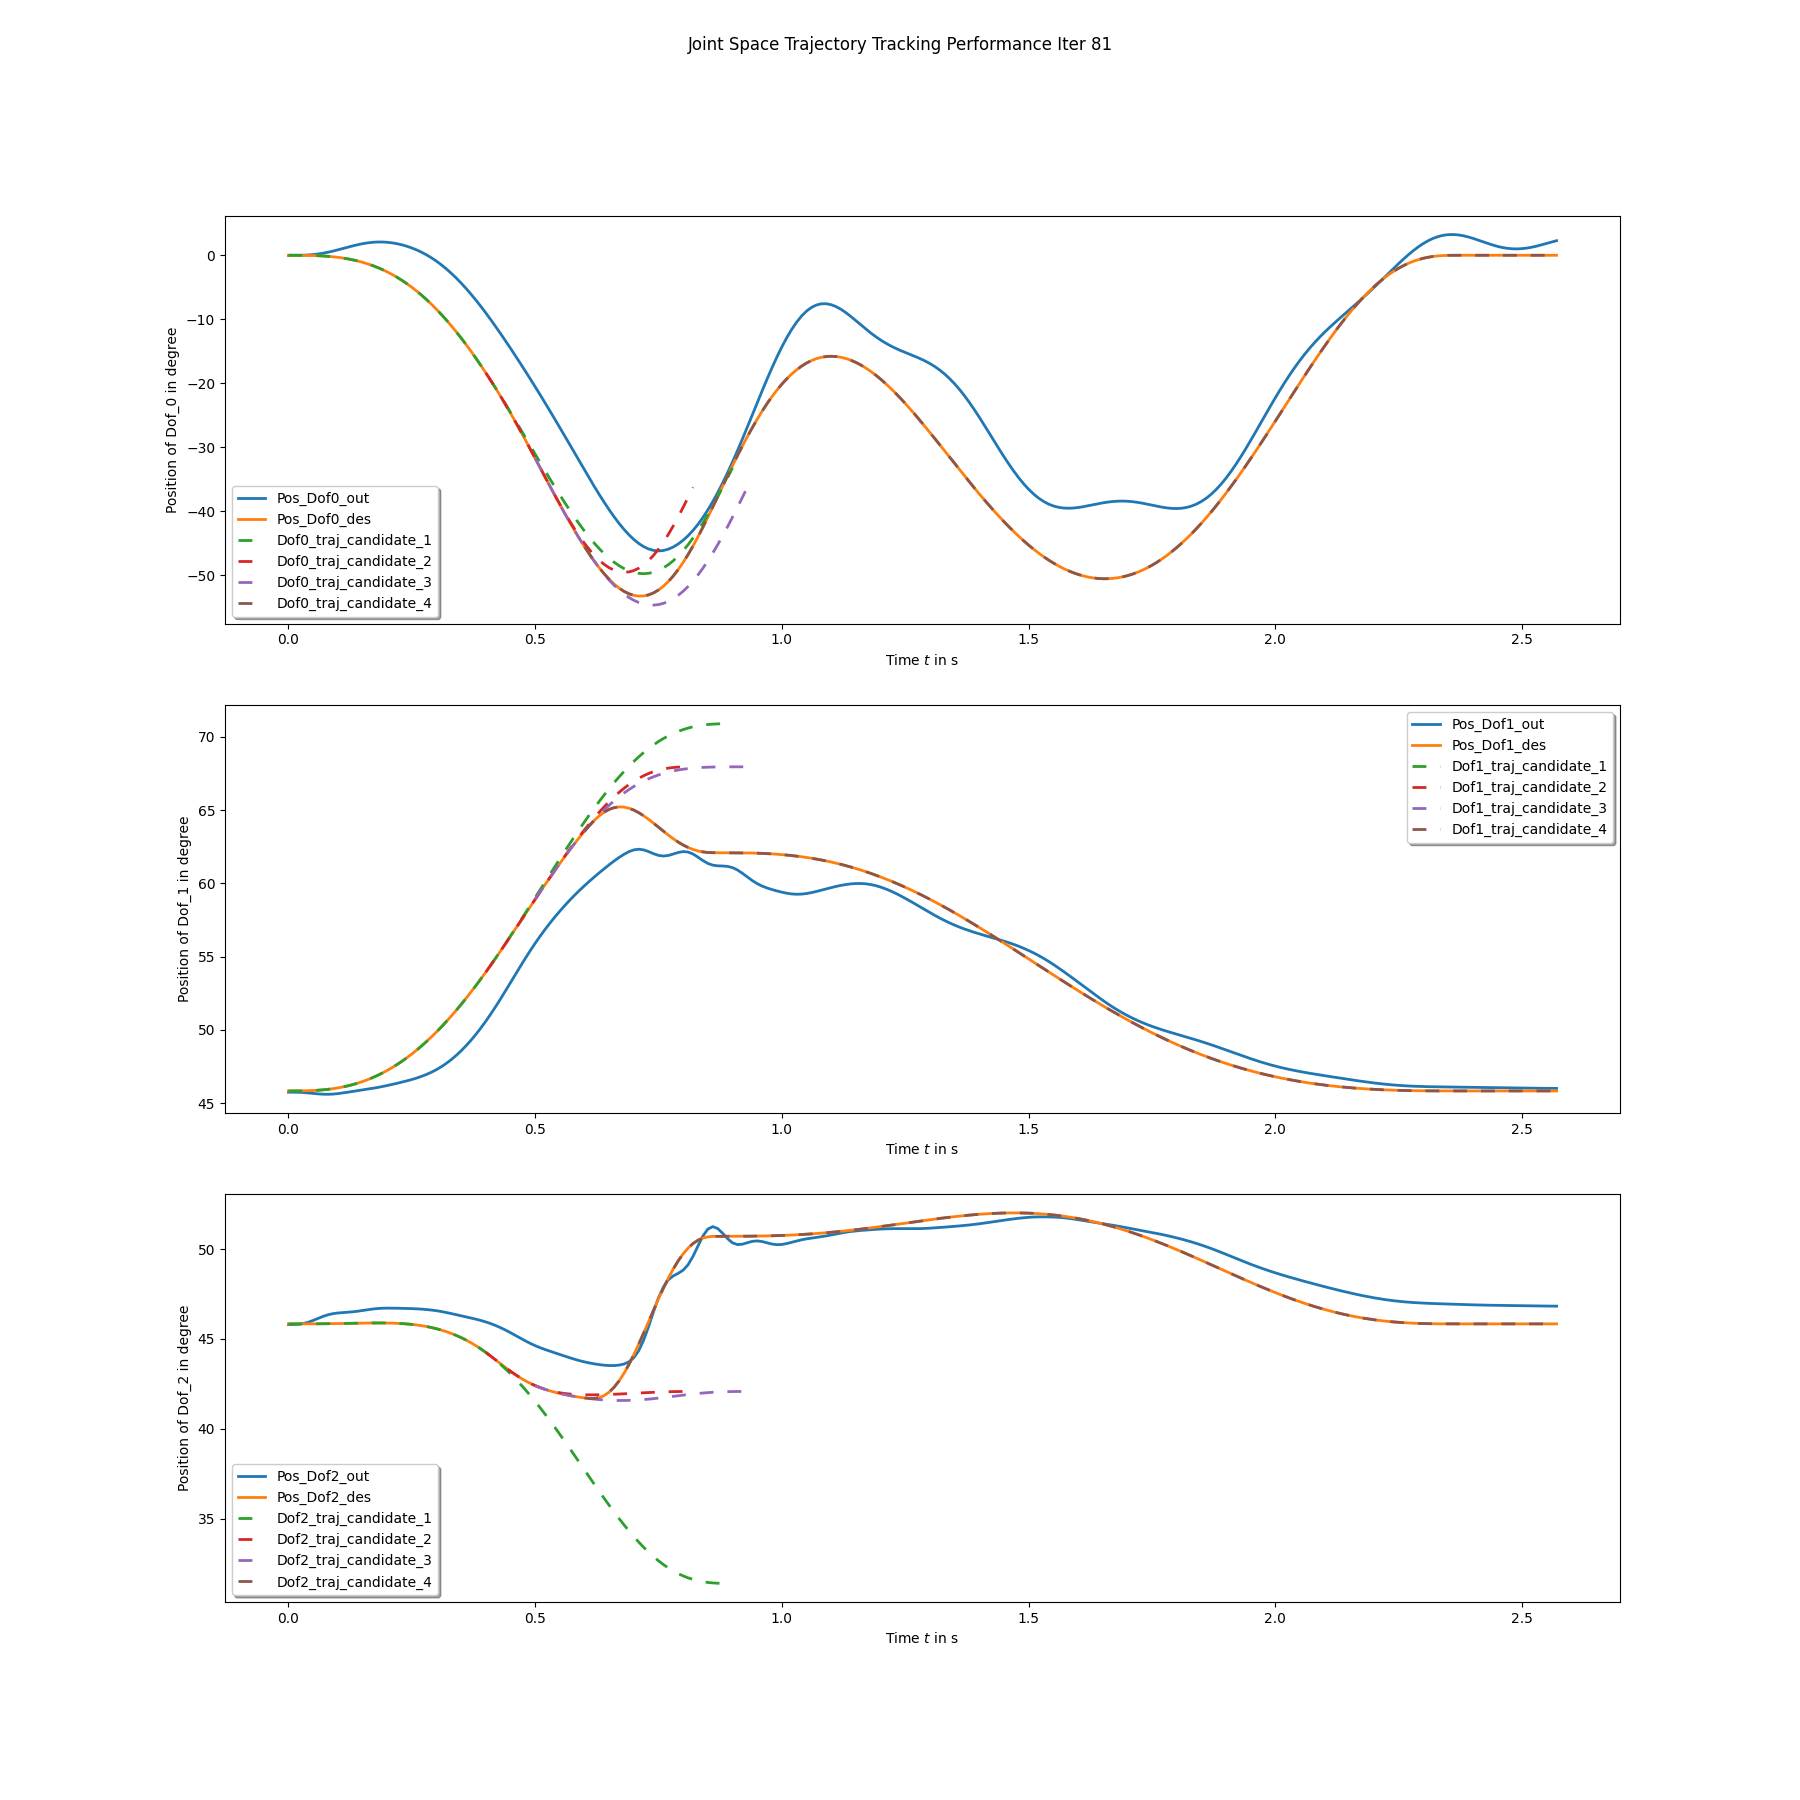 Joint Space Trajectory Tracking Performance Iter 81
Position of Dof_0 in degree
0
−10
−20
−30
−40
−50
Pos_Dof0_out
Pos_Dof0_des
Dof0_traj_candidate_1
Dof0_traj_candidate_2
Dof0_traj_candidate_3
Dof0_traj_candidate_4
0.0 0.5 1.0 1.5 2.0 2.5
Time t in s
Position of Dof_1 in degree
70
65
60
55
50
45
Pos_Dof1_out
Pos_Dof1_des
Dof1_traj_candidate_1
Dof1_traj_candidate_2
Dof1_traj_candidate_3
Dof1_traj_candidate_4
0.0 0.5 1.0 1.5 2.0 2.5
Time t in s
Position of Dof_2 in degree
50
45
40
35
Pos_Dof2_out
Pos_Dof2_des
Dof2_traj_candidate_1
Dof2_traj_candidate_2
Dof2_traj_candidate_3
Dof2_traj_candidate_4
0.0 0.5 1.0 1.5 2.0 2.5
Time t in s